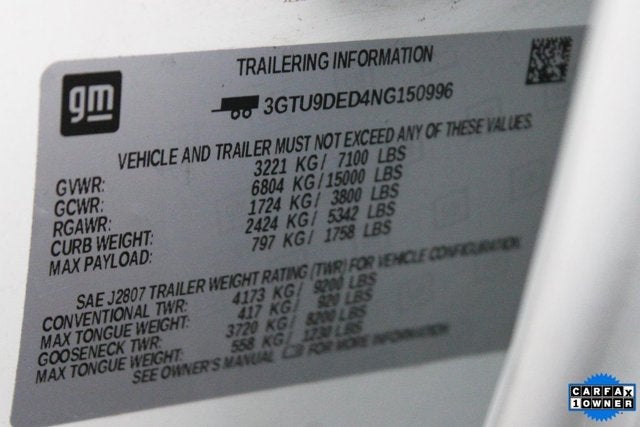 gm
TRAILERING INFORMATION
3GTU9DED4NG150996
VEHICLE AND TRAILER MUST NOT EXCEED ANY OF THESE VALUES
GVWR: 3221 KG/ 7100 LBS
GCWR: 6804 KG/15000 LBS
RGAWR: 1724 KG/ 3800 LBS
CURB WEIGHT: 2424 KG/ 5342 LBS
MAX PAYLOAD: 797 KG/ 1758 LBS
SAE J2807 TRAILER WEIGHT RATING (TWR) FOR VEHICLE CONFIGURATION
CONVENTIONAL TWR: 4173 KG/ 9200 LBS
MAX TONGUE WEIGHT: 417 KG/ 920 LBS
GOOSENECK TWR: 3720 KG/ 8200 LBS
MAX TONGUE WEIGHT: 558 KG/ 1230 LBS
SEE OWNER'S MANUAL FOR MORE INFORMATION
CARFAX
1 OWNER